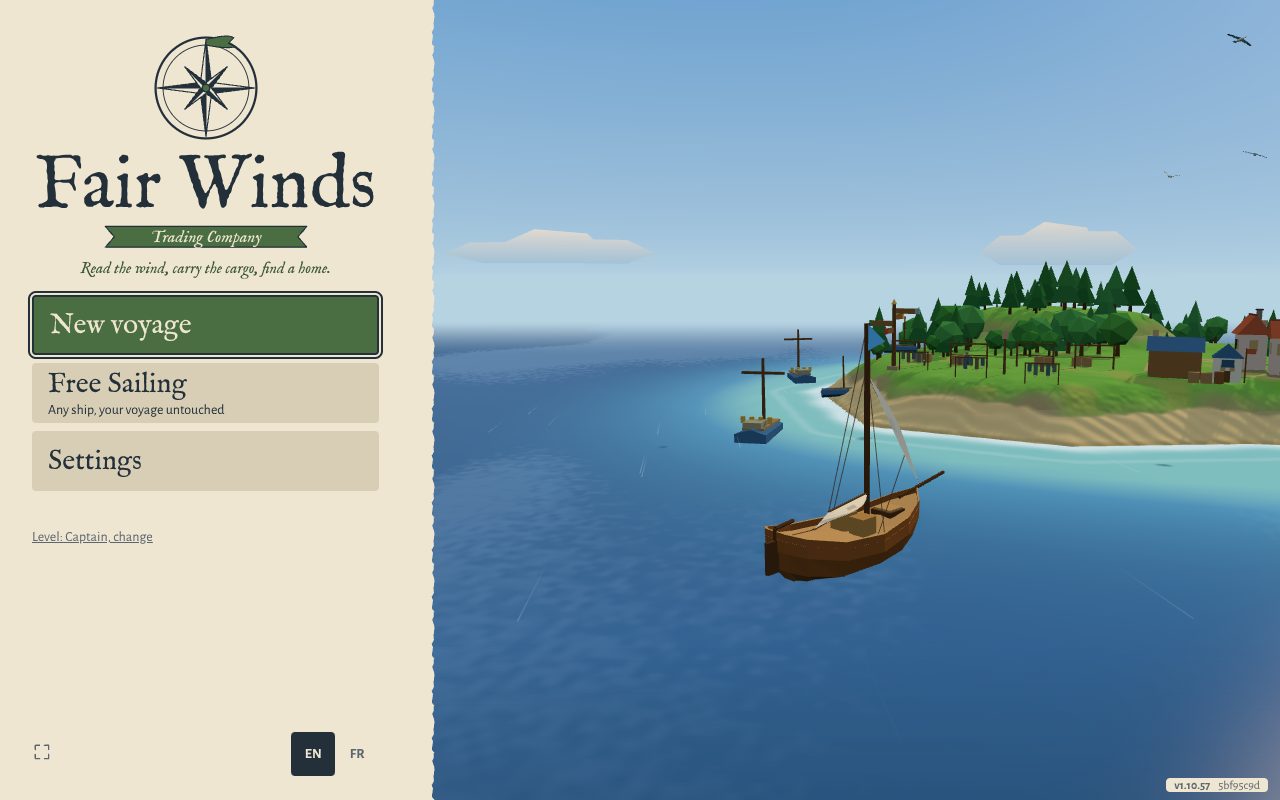 Fair Winds
Trading Company
Read the wind, carry the cargo, find a home.
New voyage
Free Sailing
Any ship, your voyage untouched
Settings
Level: Captain, change
EN FR
v1.10.57 5bf95c9d